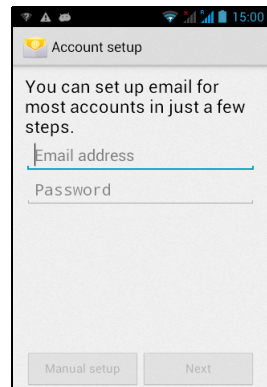 15:00
Account setup
You can set up email for
most accounts in just a few
steps.
Email address
Password
Manual setup
Next